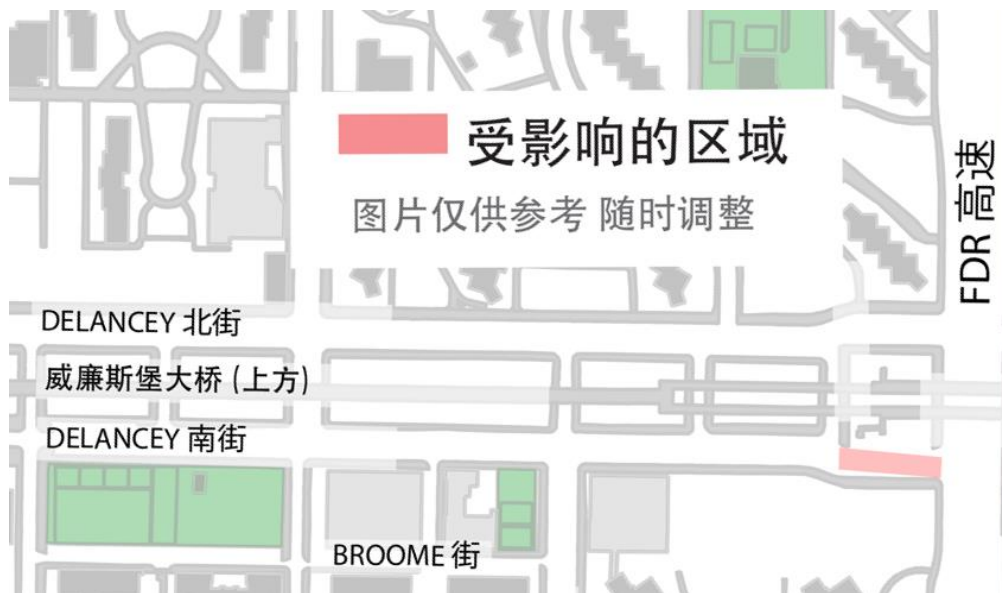 受影响的区域
图片仅供参考 随时调整
FDR 高速
DELANCEY 北街
威廉斯堡大桥 (上方)
DELANCEY 南街
BROOME 街